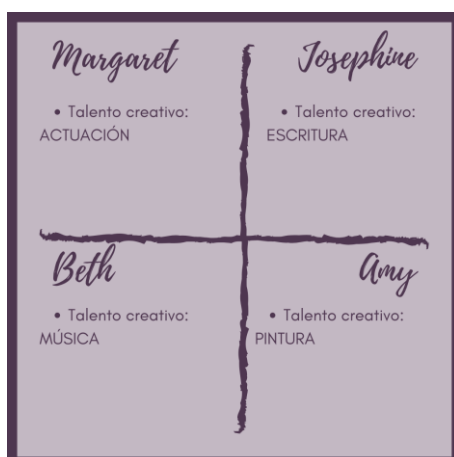 Margaret
• Talento creativo:
ACTUACIÓN
Josephine
• Talento creativo:
ESCRITURA
Beth
• Talento creativo:
MÚSICA
Amy
• Talento creativo:
PINTURA